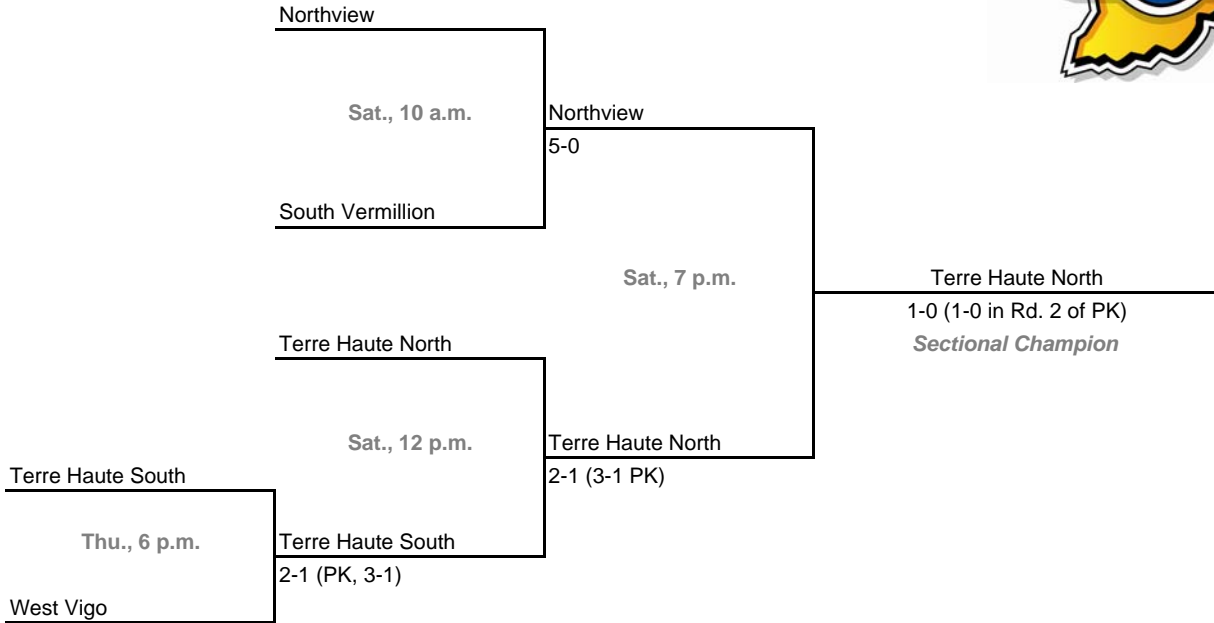 Northview
Sat., 10 a.m.
Northview
5-0
South Vermillion
Sat., 7 p.m.
Terre Haute North
1-0 (1-0 in Rd. 2 of PK)
Sectional Champion
Terre Haute North
Sat., 12 p.m.
Terre Haute North
2-1 (3-1 PK)
Terre Haute South
Thu., 6 p.m.
Terre Haute South
2-1 (PK, 3-1)
West Vigo